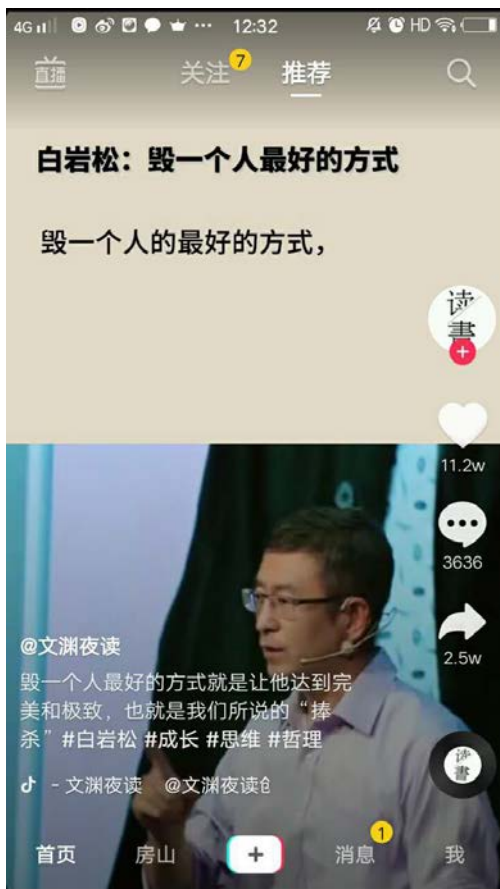 4G 12:32 HD
直播 关注 7 推荐
白岩松：毁一个人最好的方式
毁一个人的最好的方式，
读書
11.2w
3636
2.5w
@文渊夜读
毁一个人最好的方式就是让他达到完
美和极致，也就是我们所说的“捧
杀”#白岩松 #成长 #思维 #哲理
读書
- 文渊夜读 @文渊夜读创
首页 房山 消息 1 我